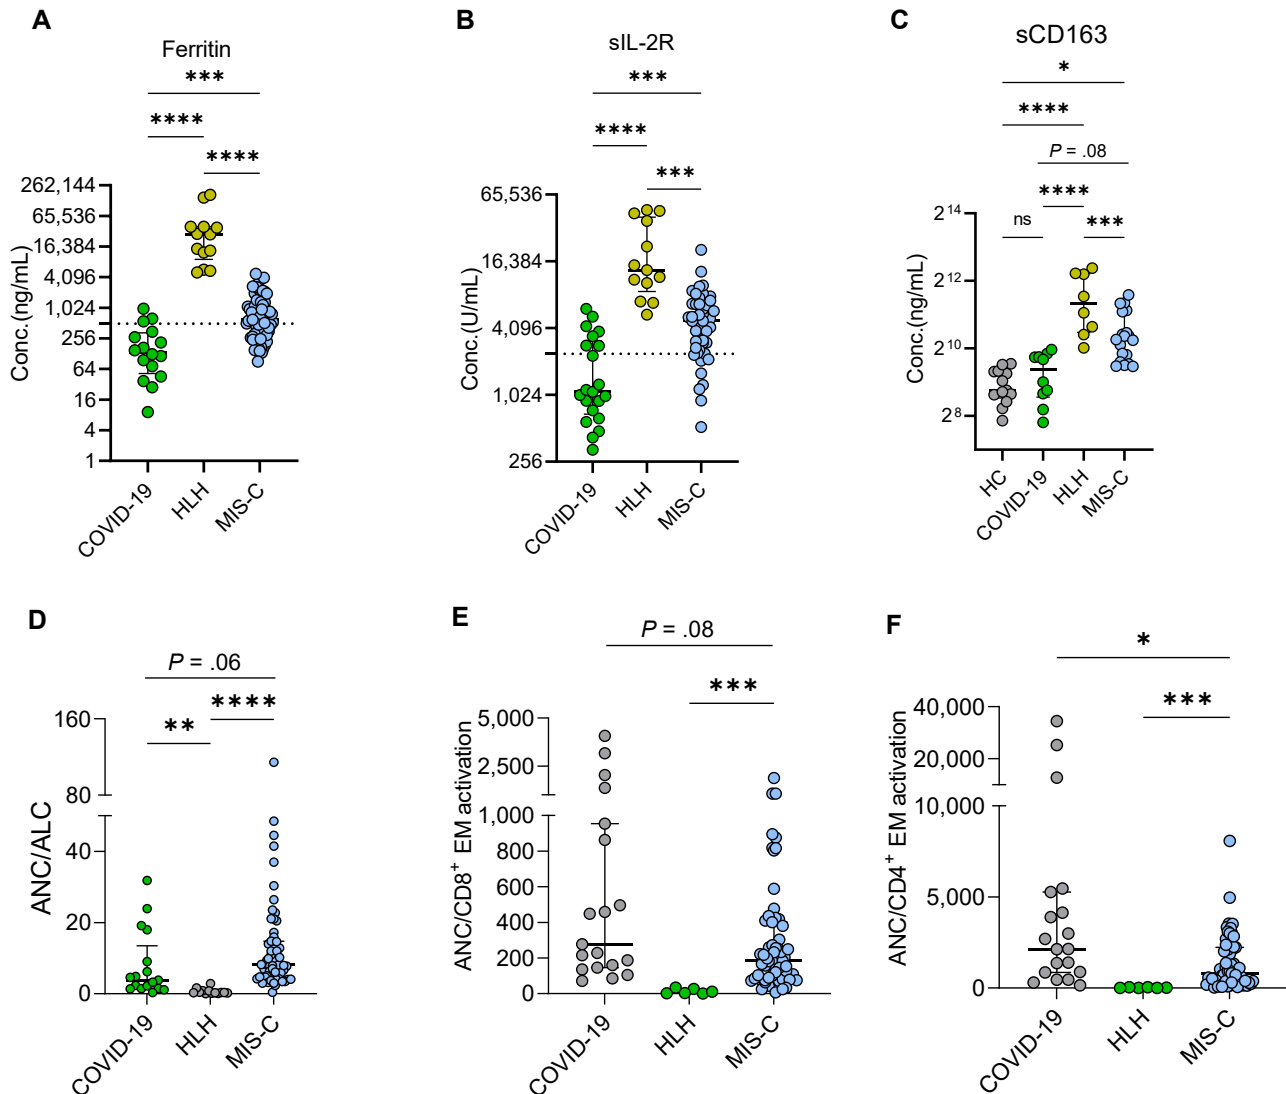 A
Ferritin
***
****
****
Conc.(ng/mL)
262,144
65,536
16,384
4,096
1,024
256
64
16
4
1
COVID-19
HLH
MIS-C
B
sIL-2R
***
****
***
Conc.(U/mL)
65,536
16,384
4,096
1,024
256
COVID-19
HLH
MIS-C
C
sCD163
*
****
P = .08
****
ns
***
Conc.(ng/mL)
2^14
2^12
2^10
2^8
HC
COVID-19
HLH
MIS-C
D
P = .06
****
**
ANC/ALC
160
80
40
20
0
COVID-19
HLH
MIS-C
E
P = .08
***
ANC/CD8+ EM activation
5,000
2,500
1,000
800
600
400
200
0
COVID-19
HLH
MIS-C
F
*
***
ANC/CD4+ EM activation
40,000
20,000
10,000
5,000
0
COVID-19
HLH
MIS-C